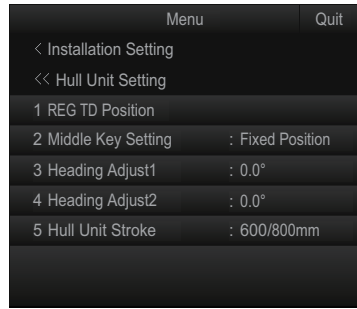 Menu Quit
< Installation Setting
<< Hull Unit Setting
1 REG TD Position
2 Middle Key Setting : Fixed Position
3 Heading Adjust1 : 0.0°
4 Heading Adjust2 : 0.0°
5 Hull Unit Stroke : 600/800mm